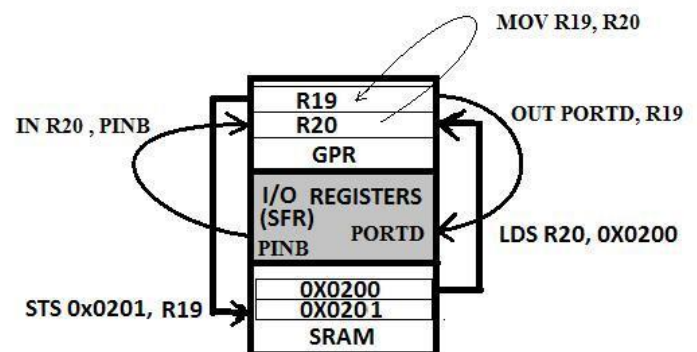 MOV R19, R20
R19
OUT PORTD, R19
IN R20 , PINB
R20
GPR
I/O REGISTERS
(SFR)
PORTD
LDS R20, 0X0200
PINB
0X0200
STS 0x0201, R19
0X0201
SRAM